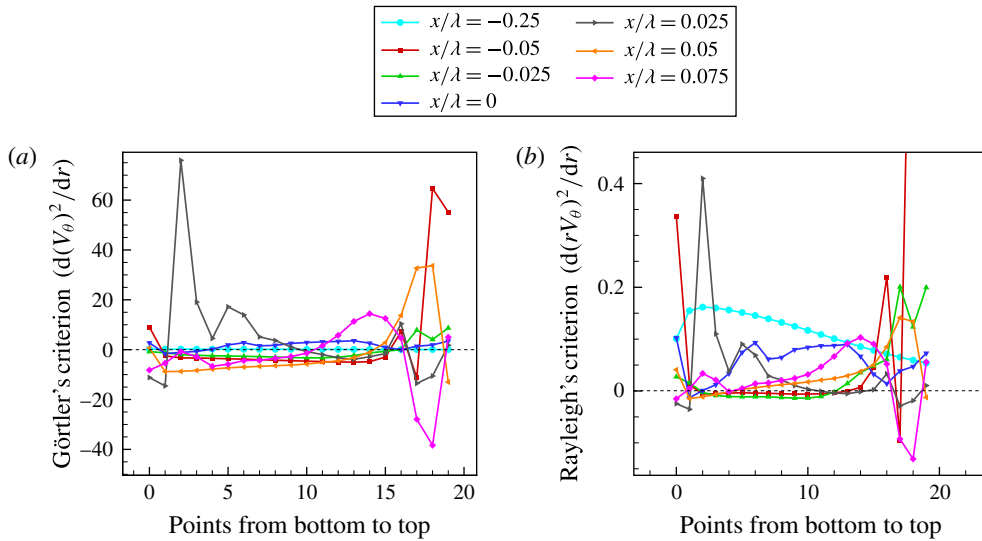 x/λ = −0.25
x/λ = −0.05
x/λ = −0.025
x/λ = 0
x/λ = 0.025
x/λ = 0.05
x/λ = 0.075
(a)
Görtler's criterion (d(V_θ)²/dr)
60
40
20
0
−20
−40
0
5
10
15
20
Points from bottom to top
(b)
Rayleigh's criterion (d(rV_θ)²/dr)
0.4
0.2
0
0
10
20
Points from bottom to top